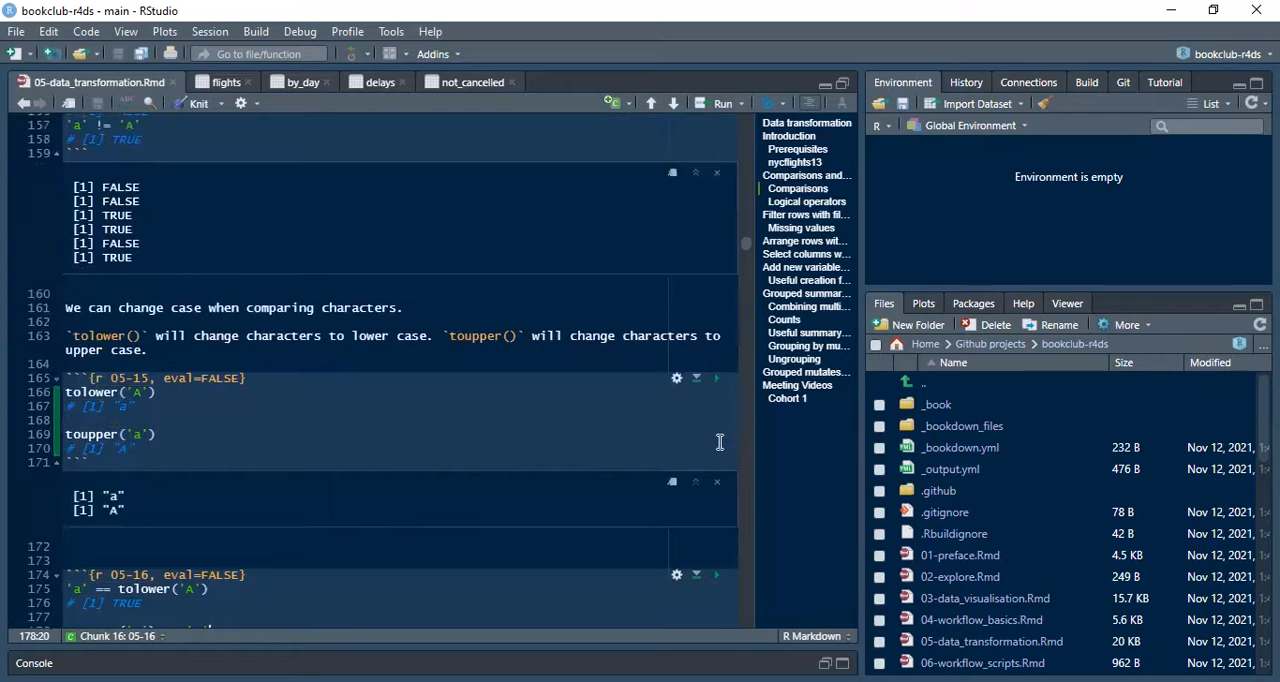 bookclub-r4ds - main - RStudio
File Edit Code View Plots Session Build Debug Profile Tools Help
Go to file/function Addins bookclub-r4ds
05-data_transformation.Rmd flights by_day delays not_cancelled
Knit Run
157 'a' != 'A'
158 # [1] TRUE
159 ```
[1] FALSE
[1] FALSE
[1] TRUE
[1] TRUE
[1] FALSE
[1] TRUE
160
161 We can change case when comparing characters.
162
163 `tolower()` will change characters to lower case. `toupper()` will change characters to
upper case.
164
165 ```{r 05-15, eval=FALSE}
166 tolower('A')
167 # [1] "a"
168
169 toupper('a')
170 # [1] "A"
171 ```
[1] "a"
[1] "A"
172
173
174 ```{r 05-16, eval=FALSE}
175 'a' == tolower('A')
176 # [1] TRUE
177
178:20 Chunk 16: 05-16 R Markdown
Console
Data transformation
Introduction
Prerequisites
nycflights13
Comparisons and...
Comparisons
Logical operators
Filter rows with fil...
Missing values
Arrange rows wit...
Select columns w...
Add new variable...
Useful creation f...
Grouped summar...
Combining multi...
Counts
Useful summary...
Grouping by mu...
Ungrouping
Grouped mutates...
Meeting Videos
Cohort 1
Environment History Connections Build Git Tutorial
Import Dataset List
R Global Environment
Environment is empty
Files Plots Packages Help Viewer
New Folder Delete Rename More
Home Github projects bookclub-r4ds ...
Name Size Modified
..
_book
_bookdown_files
_bookdown.yml 232 B Nov 12, 2021,
_output.yml 476 B Nov 12, 2021,
.github
.gitignore 78 B Nov 12, 2021,
.Rbuildignore 42 B Nov 12, 2021,
01-preface.Rmd 4.5 KB Nov 12, 2021,
02-explore.Rmd 249 B Nov 12, 2021,
03-data_visualisation.Rmd 15.7 KB Nov 12, 2021,
04-workflow_basics.Rmd 5.6 KB Nov 12, 2021,
05-data_transformation.Rmd 20 KB Nov 12, 2021,
06-workflow_scripts.Rmd 962 B Nov 12, 2021,